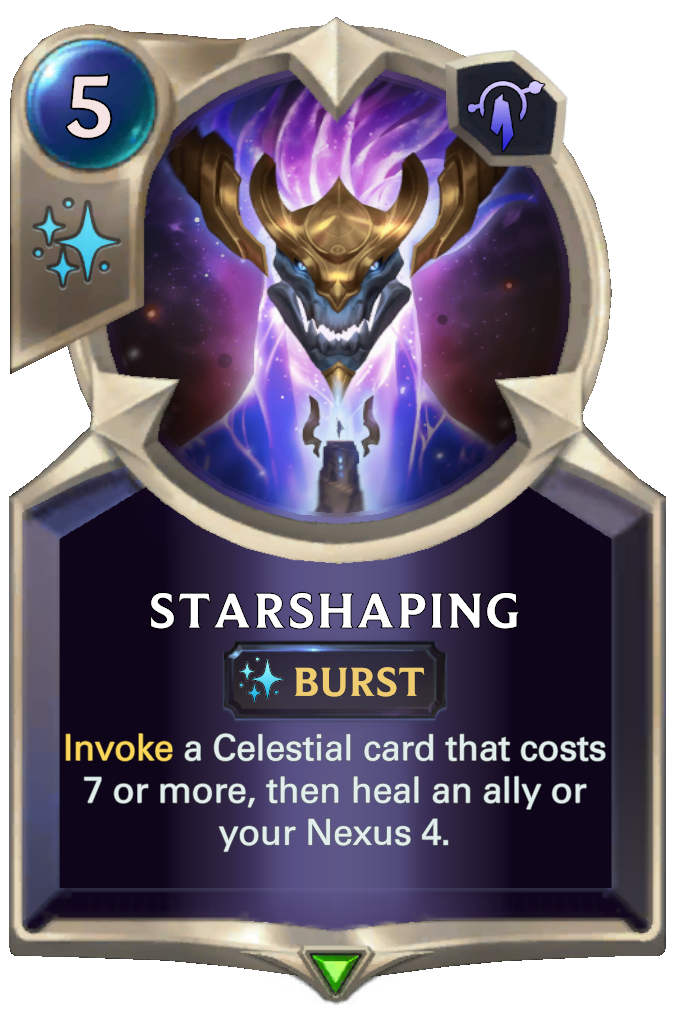 5
STARSHAPING
BURST
Invoke a Celestial card that costs
7 or more, then heal an ally or
your Nexus 4.